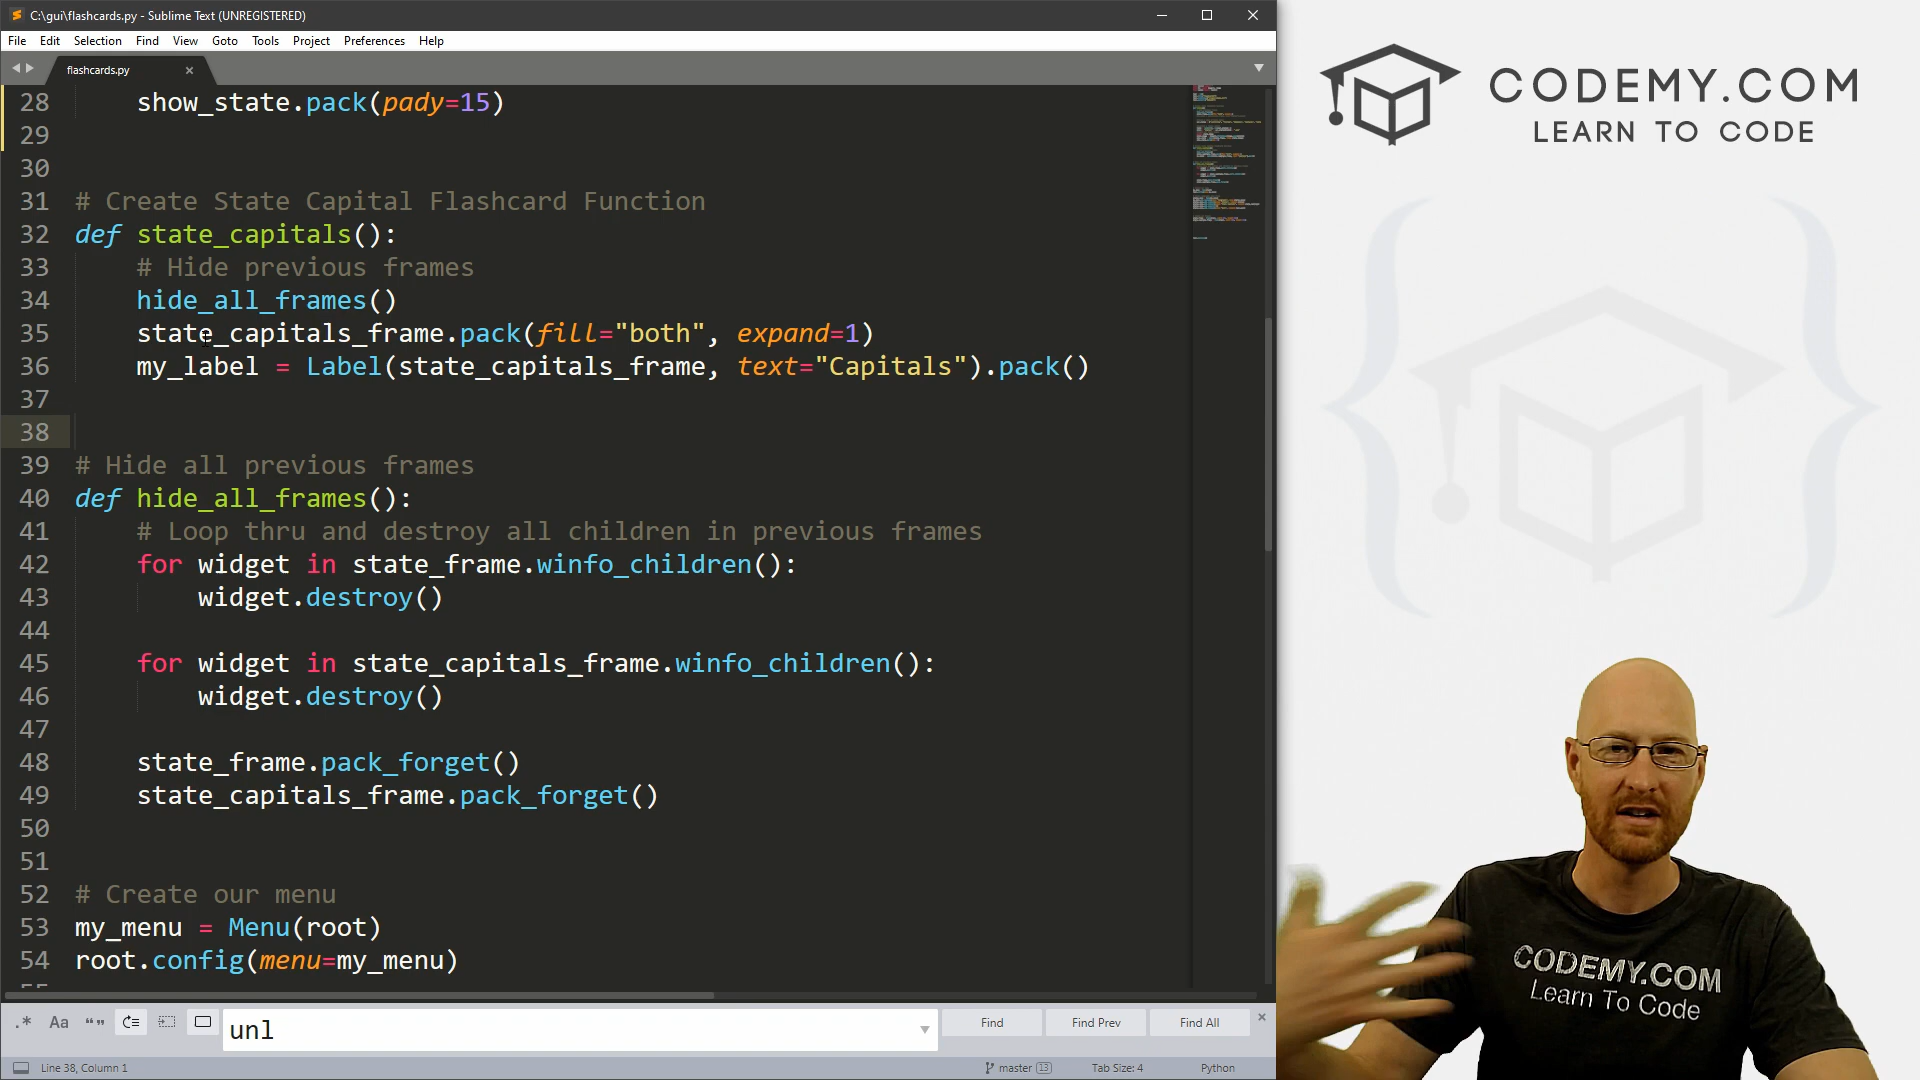 C:\gui\flashcards.py - Sublime Text (UNREGISTERED)
File Edit Selection Find View Goto Tools Project Preferences Help
flashcards.py
28 show_state.pack(pady=15)
29
30
31 # Create State Capital Flashcard Function
32 def state_capitals():
33 # Hide previous frames
34 hide_all_frames()
35 state_capitals_frame.pack(fill="both", expand=1)
36 my_label = Label(state_capitals_frame, text="Capitals").pack()
37
38
39 # Hide all previous frames
40 def hide_all_frames():
41 # Loop thru and destroy all children in previous frames
42 for widget in state_frame.winfo_children():
43 widget.destroy()
44
45 for widget in state_capitals_frame.winfo_children():
46 widget.destroy()
47
48 state_frame.pack_forget()
49 state_capitals_frame.pack_forget()
50
51
52 # Create our menu
53 my_menu = Menu(root)
54 root.config(menu=my_menu)
.* Aa “” unl Find Find Prev Find All
Line 38, Column 1 master 13 Tab Size: 4 Python
CODEMY.COM
LEARN TO CODE
CODEMY.COM
Learn To Code